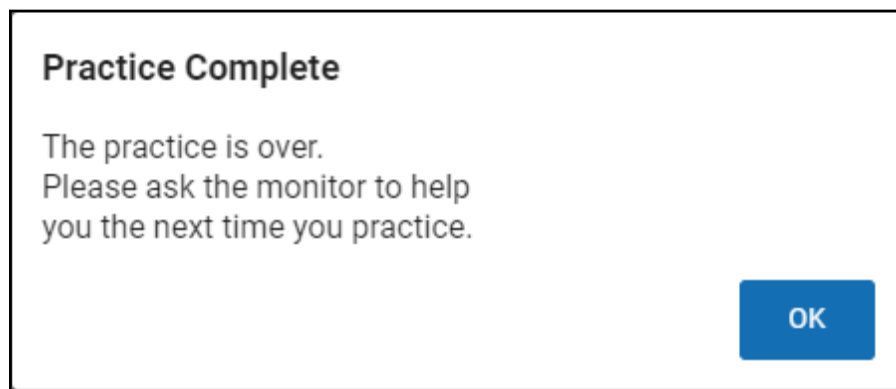 Practice Complete
The practice is over.
Please ask the monitor to help
you the next time you practice.
OK